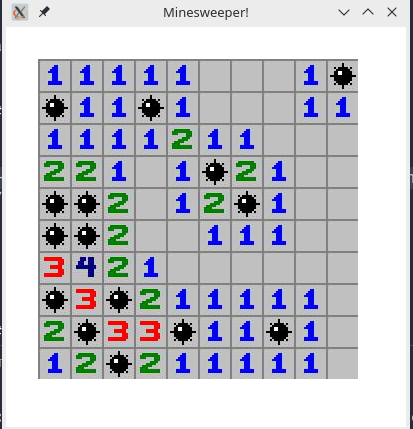 Minesweeper!
1 1 1 1 1 1
1 1 1 1 1
1 1 1 1 2 1 1
2 2 1 1 2 1
2 1 2 1
2 1 1 1
3 4 2 1
3 2 1 1 1 1 1
2 3 3 1 1 1
1 2 2 1 1 1 1 1